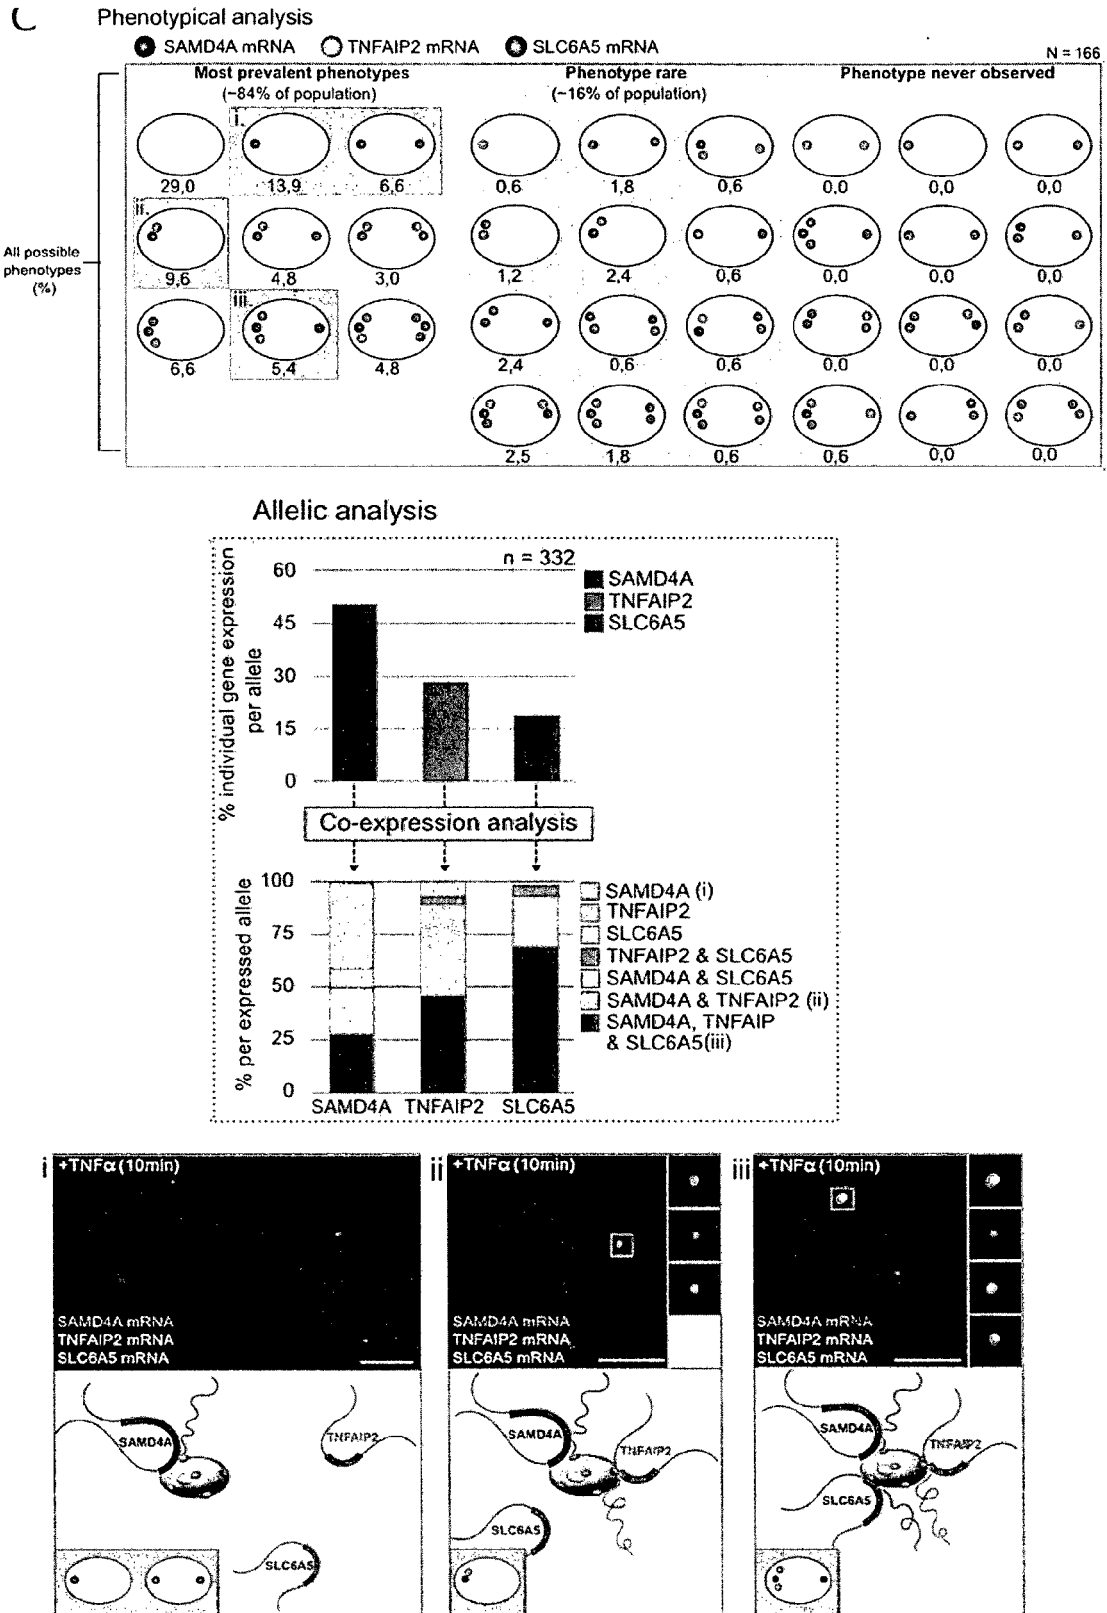 C
Phenotypical analysis
SAMD4A mRNA TNFAIP2 mRNA SLC6A5 mRNA
N = 166
Most prevalent phenotypes Phenotype rare Phenotype never observed
(~84% of population) (~16% of population)
i.
29,0 13,9 6,6 0,6 1,8 0,6 0,0 0,0 0,0
ii.
All possible
phenotypes
(%)
9,6 4,8 3,0 1,2 2,4 0,6 0,0 0,0 0,0
iii.
6,6 5,4 4,8 2,4 0,6 0,6 0,0 0,0 0,0
2,5 1,8 0,6 0,6 0,0 0,0
Allelic analysis
n = 332
% individual gene expression
per allele
60
45
30
15
0
SAMD4A
TNFAIP2
SLC6A5
Co-expression analysis
% per expressed allele
100
75
50
25
0
SAMD4A TNFAIP2 SLC6A5
SAMD4A (i)
TNFAIP2
SLC6A5
TNFAIP2 & SLC6A5
SAMD4A & SLC6A5
SAMD4A & TNFAIP2 (ii)
SAMD4A, TNFAIP
& SLC6A5(iii)
i
+TNFα (10min)
SAMD4A mRNA
TNFAIP2 mRNA
SLC6A5 mRNA
SAMD4A
TNFAIP2
SLC6A5
ii
+TNFα (10min)
SAMD4A mRNA
TNFAIP2 mRNA
SLC6A5 mRNA
SAMD4A
TNFAIP2
SLC6A5
iii
+TNFα (10min)
SAMD4A mRNA
TNFAIP2 mRNA
SLC6A5 mRNA
SAMD4A
TNFAIP2
SLC6A5